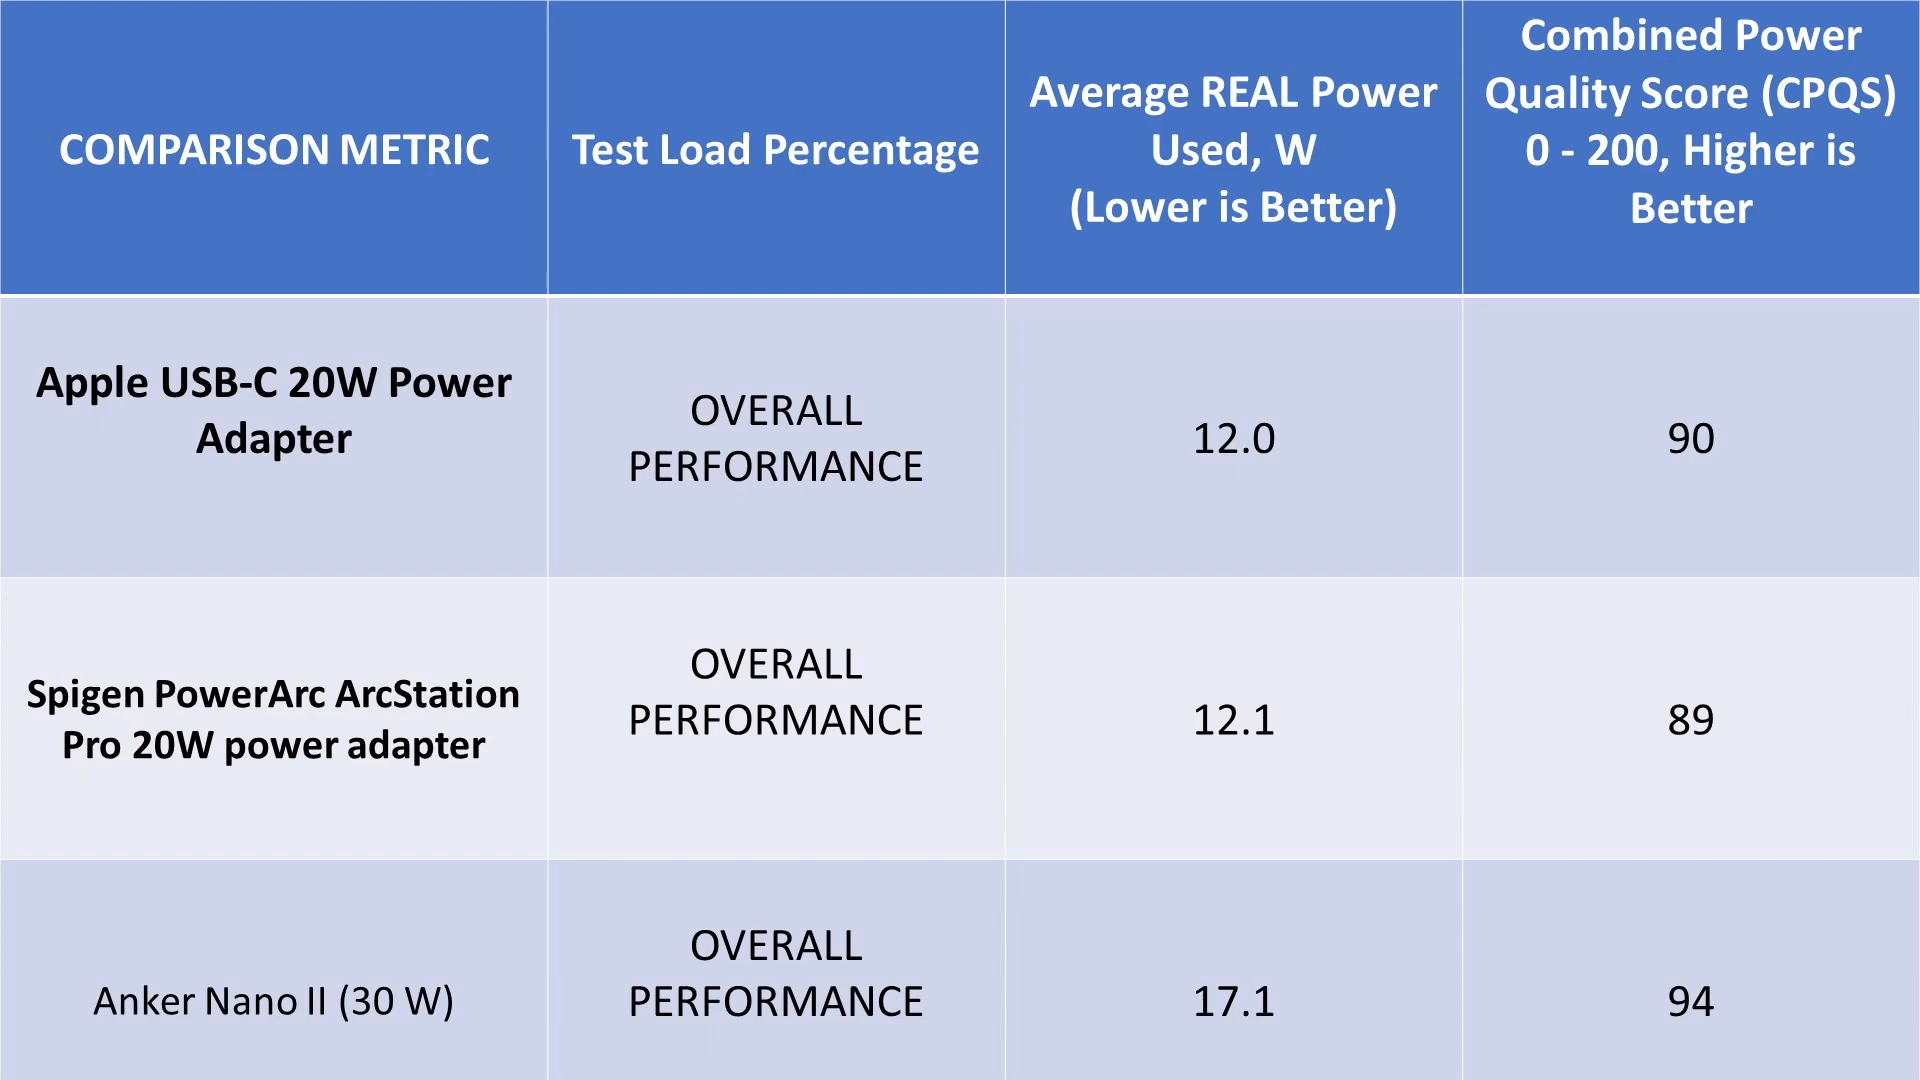 COMPARISON METRIC
Test Load Percentage
Average REAL Power
Used, W
(Lower is Better)
Combined Power
Quality Score (CPQS)
0 - 200, Higher is
Better
Apple USB-C 20W Power
Adapter
OVERALL
PERFORMANCE
12.0
90
Spigen PowerArc ArcStation
Pro 20W power adapter
OVERALL
PERFORMANCE
12.1
89
Anker Nano II (30 W)
OVERALL
PERFORMANCE
17.1
94